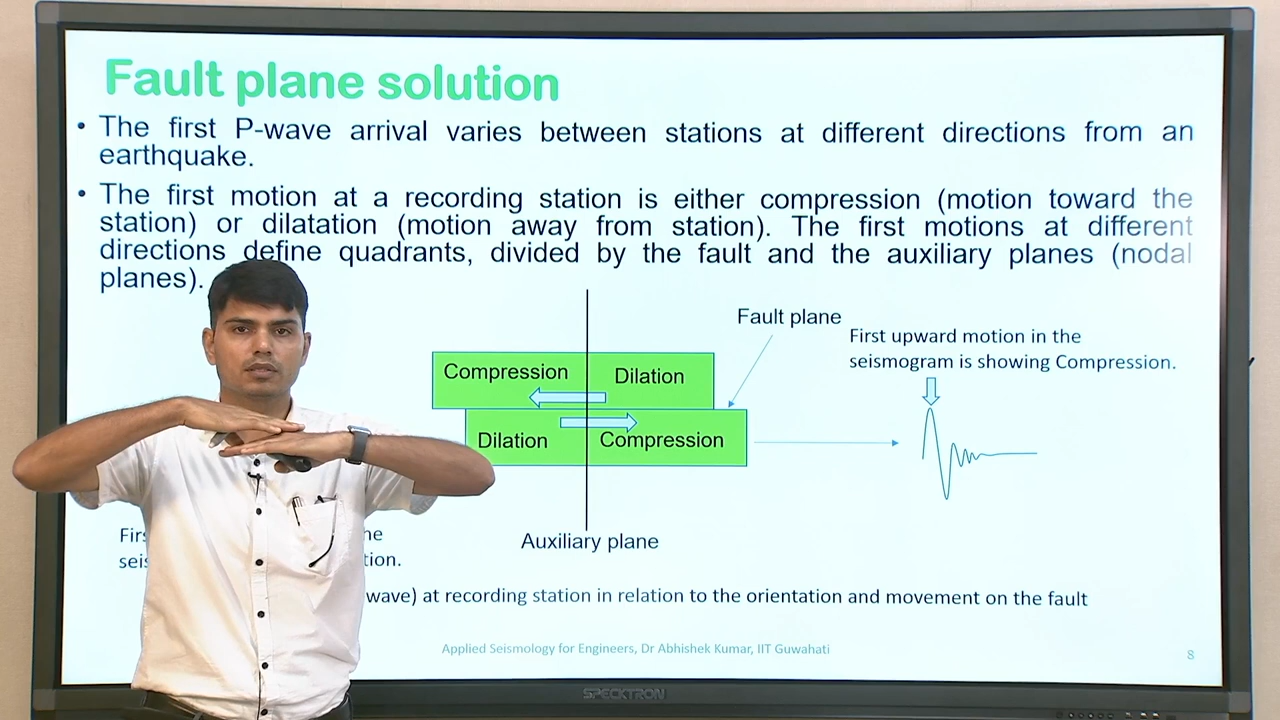 Fault plane solution
• The first P-wave arrival varies between stations at different directions from an
earthquake.
• The first motion at a recording station is either compression (motion toward the
station) or dilatation (motion away from station). The first motions at different
directions define quadrants, divided by the fault and the auxiliary planes (nodal
planes).
Fault plane
First upward motion in the
seismogram is showing Compression.
Compression
Dilation
Dilation
Compression
Auxiliary plane
wave) at recording station in relation to the orientation and movement on the fault
Applied Seismology for Engineers, Dr Abhishek Kumar, IIT Guwahati
8
SPECKTRON